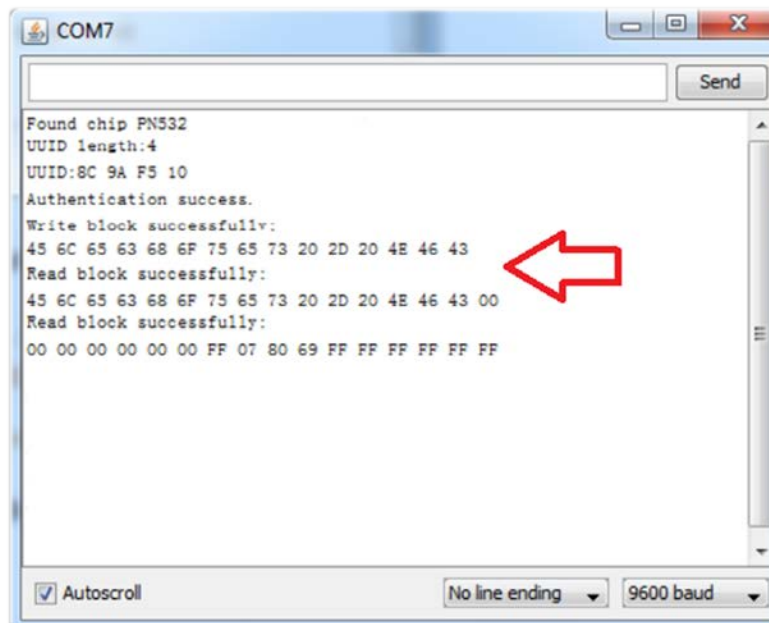 COM7
Send
Found chip PN532
UUID length:4
UUID:8C 9A F5 10
Authentication success.
Write block successfully:
45 6C 65 63 68 6F 75 65 73 20 2D 20 4E 46 43
Read block successfully:
45 6C 65 63 68 6F 75 65 73 20 2D 20 4E 46 43 00
Read block successfully:
00 00 00 00 00 00 FF 07 80 69 FF FF FF FF FF FF
Autoscroll
No line ending
9600 baud